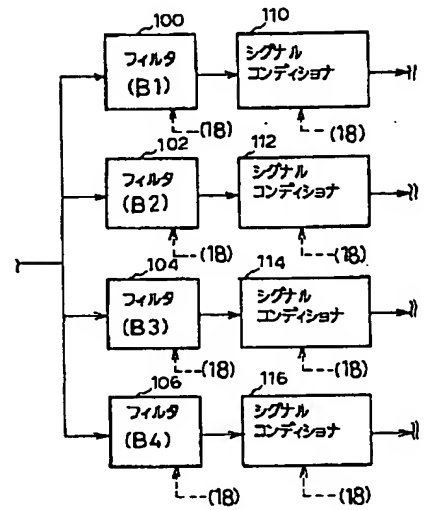 100
110
フィルタ
(B1)
シグナル
コンディショナ
(18)
(18)
102
112
フィルタ
(B2)
シグナル
コンディショナ
(18)
(18)
104
114
フィルタ
(B3)
シグナル
コンディショナ
(18)
(18)
106
116
フィルタ
(B4)
シグナル
コンディショナ
(18)
(18)